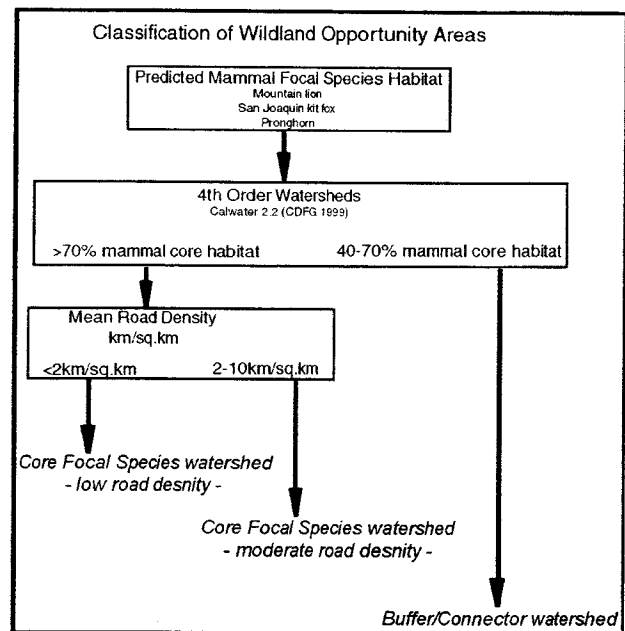 Classification of Wildland Opportunity Areas
Predicted Mammal Focal Species Habitat
Mountain lion
San Joaquin kit fox
Pronghorn
4th Order Watersheds
Calwater 2.2 (CDFG 1999)
>70% mammal core habitat
40-70% mammal core habitat
Mean Road Density
km/sq.km
<2km/sq.km
2-10km/sq.km
Core Focal Species watershed
- low road desnity -
Core Focal Species watershed
- moderate road desnity -
Buffer/Connector watershed